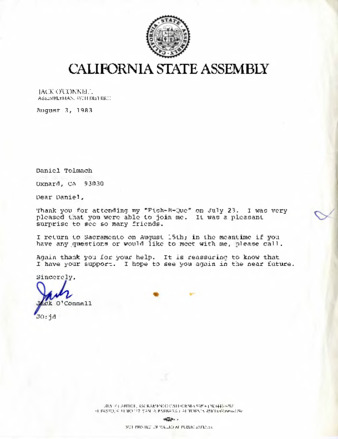 CALIFORNIA STATE ASSEMBLY
JACK O'CONNELL
August 3, 1983
Daniel Tolmach
Oxnard, CA 93030
Dear Daniel,
Thank you for attending my "Fish-B-Que" on July 23. I was very
pleased that you were able to join me. It was a pleasant
surprise to see so many friends.
I return to Sacramento on August 15th; in the meantime if you
have any questions or would like to meet with me, please call.
Again thank you for your help. It is reassuring to know that
I have your support. I hope to see you again in the near future.
Sincerely,
Jack
Jack O'Connell
JO:jd